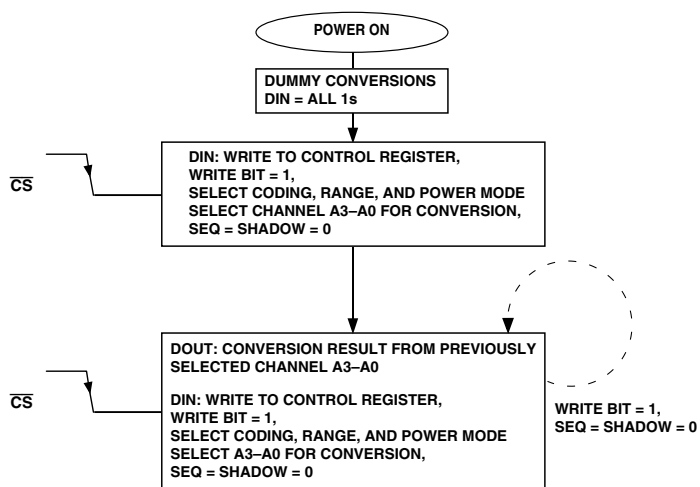 POWER ON
DUMMY CONVERSIONS
DIN = ALL 1s
CS
DIN: WRITE TO CONTROL REGISTER,
WRITE BIT = 1,
SELECT CODING, RANGE, AND POWER MODE
SELECT CHANNEL A3–A0 FOR CONVERSION,
SEQ = SHADOW = 0
CS
DOUT: CONVERSION RESULT FROM PREVIOUSLY
SELECTED CHANNEL A3–A0
DIN: WRITE TO CONTROL REGISTER,
WRITE BIT = 1,
SELECT CODING, RANGE, AND POWER MODE
SELECT A3–A0 FOR CONVERSION,
SEQ = SHADOW = 0
WRITE BIT = 1,
SEQ = SHADOW = 0